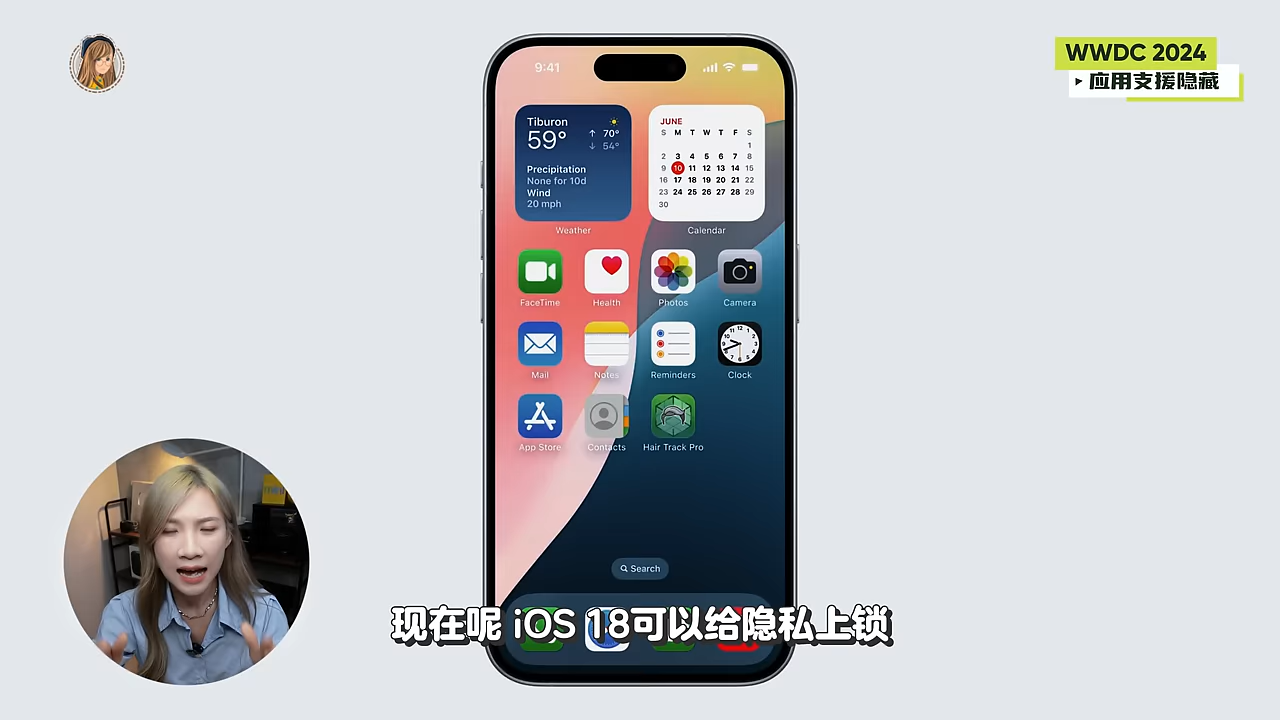 WWDC 2024
▸ 应用支援隐藏
9:41
Tiburon
59°
↑ 70°
↓ 54°
Precipitation
None for 10d
Wind
20 mph
Weather
JUNE
S M T W T F S
1
2 3 4 5 6 7 8
9 10 11 12 13 14 15
16 17 18 19 20 21 22
23 24 25 26 27 28 29
30
Calendar
FaceTime
Health
Photos
Camera
Mail
Notes
Reminders
Clock
App Store
Contacts
Hair Track Pro
Search
现在呢 iOS 18可以给隐私上锁